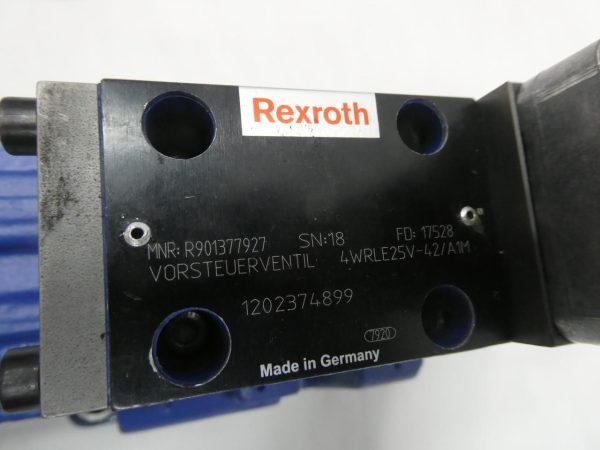 Rexroth
MNR: R901377927 SN:18 FD: 17528
VORSTEUERVENTIL 4WRLE25V-42/A1M
1202374899
7920
Made in Germany